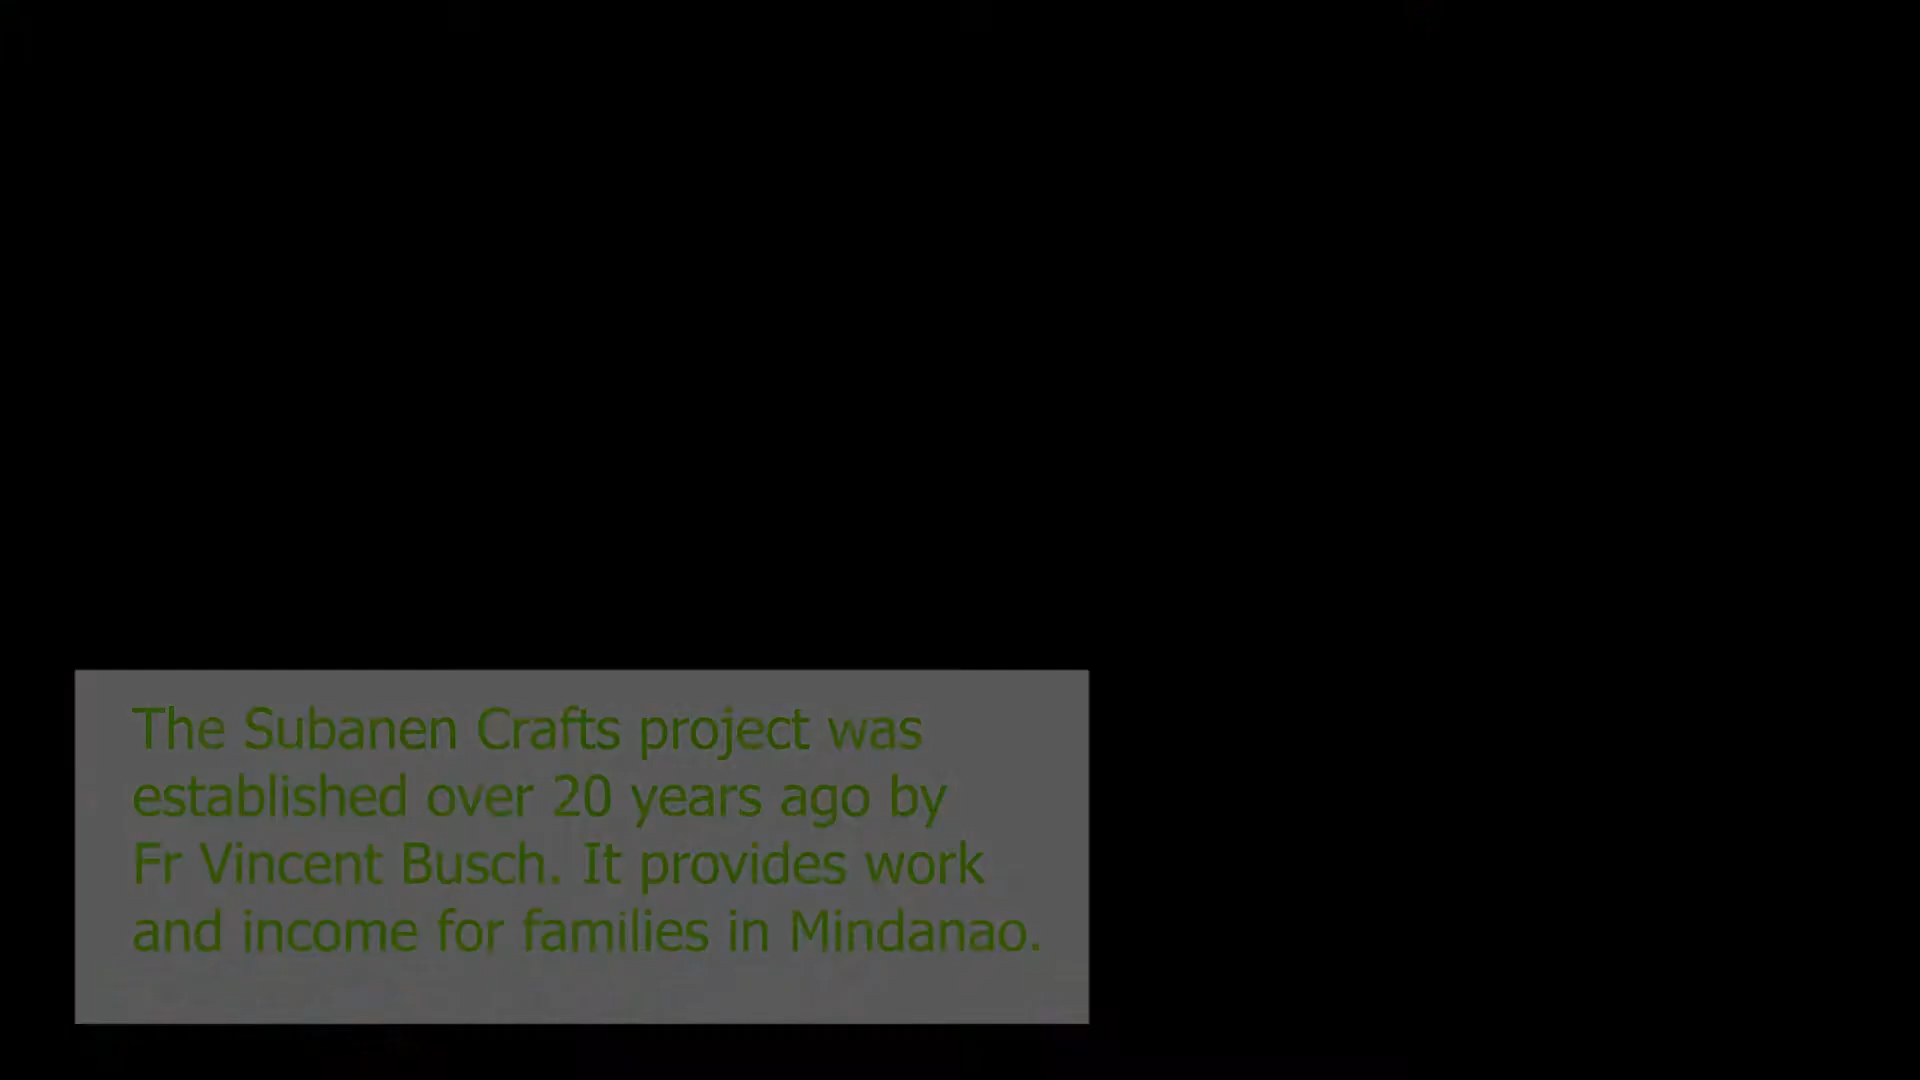 The Subanen Crafts project was
established over 20 years ago by
Fr Vincent Busch. It provides work
and income for families in Mindanao.